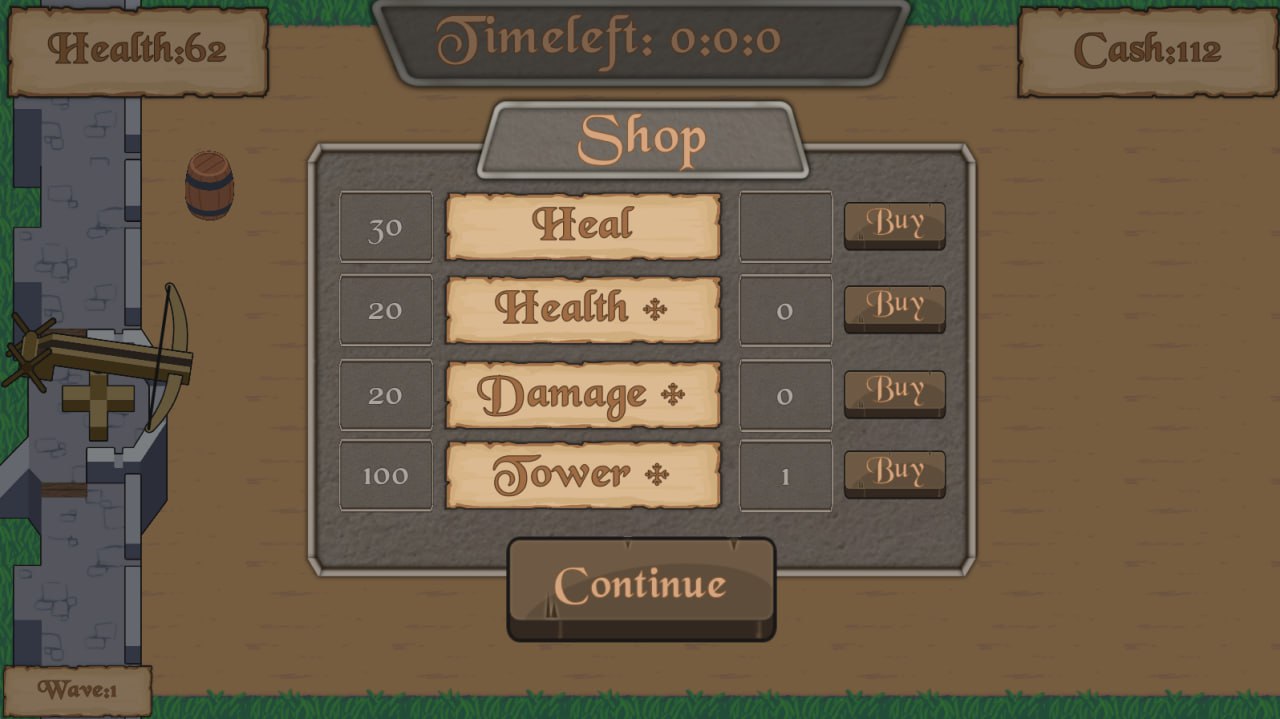 Health:62
Timeleft: 0:0:0
Cash:112
Shop
30 Heal Buy
20 Health 0 Buy
20 Damage 0 Buy
100 Tower 1 Buy
Continue
Wave:1